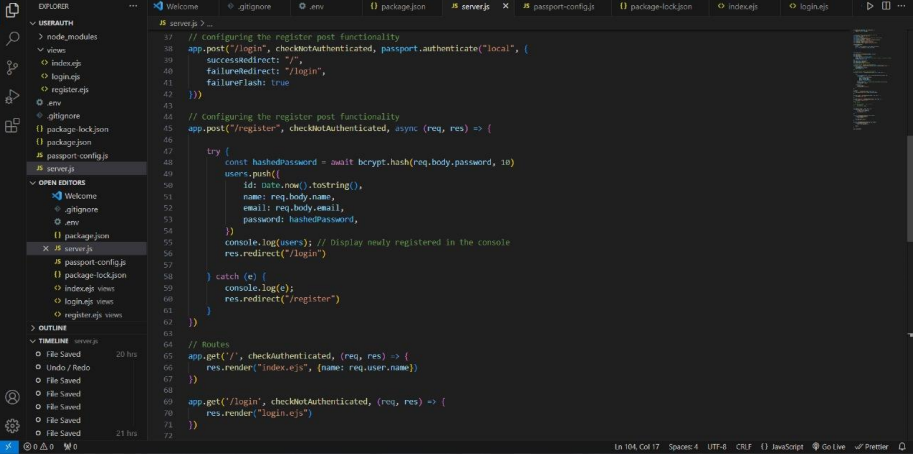 EXPLORER
USERAUTH
node_modules
views
index.ejs
login.ejs
register.ejs
.env
.gitignore
package-lock.json
package.json
passport-config.js
server.js
OPEN EDITORS
Welcome
.gitignore
.env
package.json
server.js
passport-config.js
package-lock.json
index.ejs views
login.ejs views
register.ejs views
OUTLINE
TIMELINE server.js
File Saved 20 hrs
Undo / Redo
File Saved
File Saved
File Saved
File Saved
File Saved 21 hrs
Welcome .gitignore .env package.json server.js passport-config.js package-lock.json index.ejs login.ejs
server.js > ...
37 // Configuring the register post functionality
38 app.post("/login", checkNotAuthenticated, passport.authenticate("local", {
39 successRedirect: "/",
40 failureRedirect: "/login",
41 failureFlash: true
42 }))
43
44 // Configuring the register post functionality
45 app.post("/register", checkNotAuthenticated, async (req, res) => {
46
47 try {
48 const hashedPassword = await bcrypt.hash(req.body.password, 10)
49 users.push({
50 id: Date.now().toString(),
51 name: req.body.name,
52 email: req.body.email,
53 password: hashedPassword,
54 })
55 console.log(users); // Display newly registered in the console
56 res.redirect("/login")
57
58 } catch (e) {
59 console.log(e);
60 res.redirect("/register")
61 }
62 })
63
64 // Routes
65 app.get('/', checkAuthenticated, (req, res) => {
66 res.render("index.ejs", {name: req.user.name})
67 })
68
69 app.get('/login', checkNotAuthenticated, (req, res) => {
70 res.render("login.ejs")
71 })
72
0 0 0 Ln 104, Col 17 Spaces: 4 UTF-8 CRLF {} JavaScript Go Live Prettier